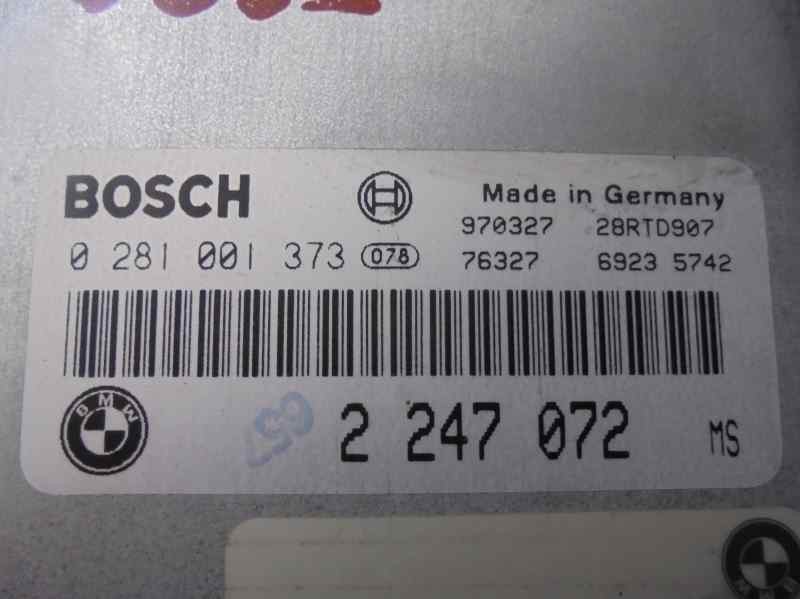 BOSCH
Made in Germany
970327 28RTD907
0 281 001 373 078
76327 6923 5742
BMW
657
2 247 072 MS